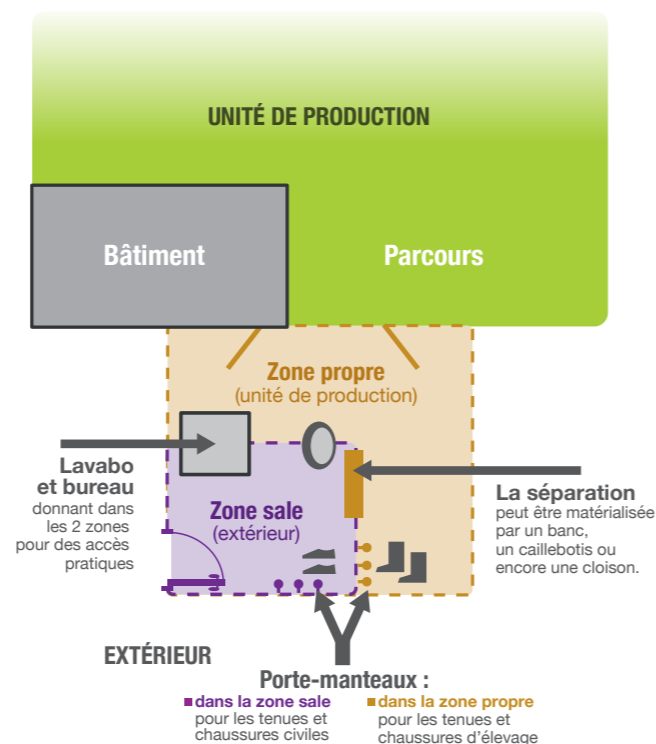 UNITÉ DE PRODUCTION
Bâtiment
Parcours
Zone propre
(unité de production)
Lavabo
et bureau
donnant dans
les 2 zones
pour des accès
pratiques
Zone sale
(extérieur)
La séparation
peut être matérialisée
par un banc,
un caillebotis ou
encore une cloison.
EXTÉRIEUR
Porte-manteaux :
dans la zone sale
pour les tenues et
chaussures civiles
dans la zone propre
pour les tenues et
chaussures d'élevage